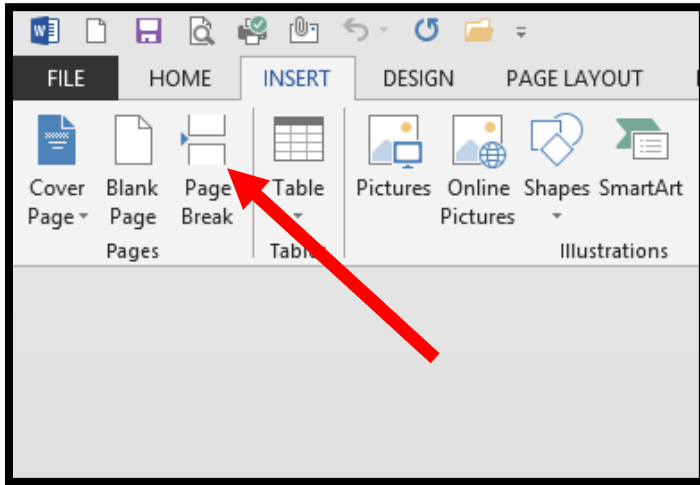 FILE HOME INSERT DESIGN PAGE LAYOUT
Cover Blank Page Table Pictures Online Shapes SmartArt
Page Page Break Pictures
Pages Tables Illustrations